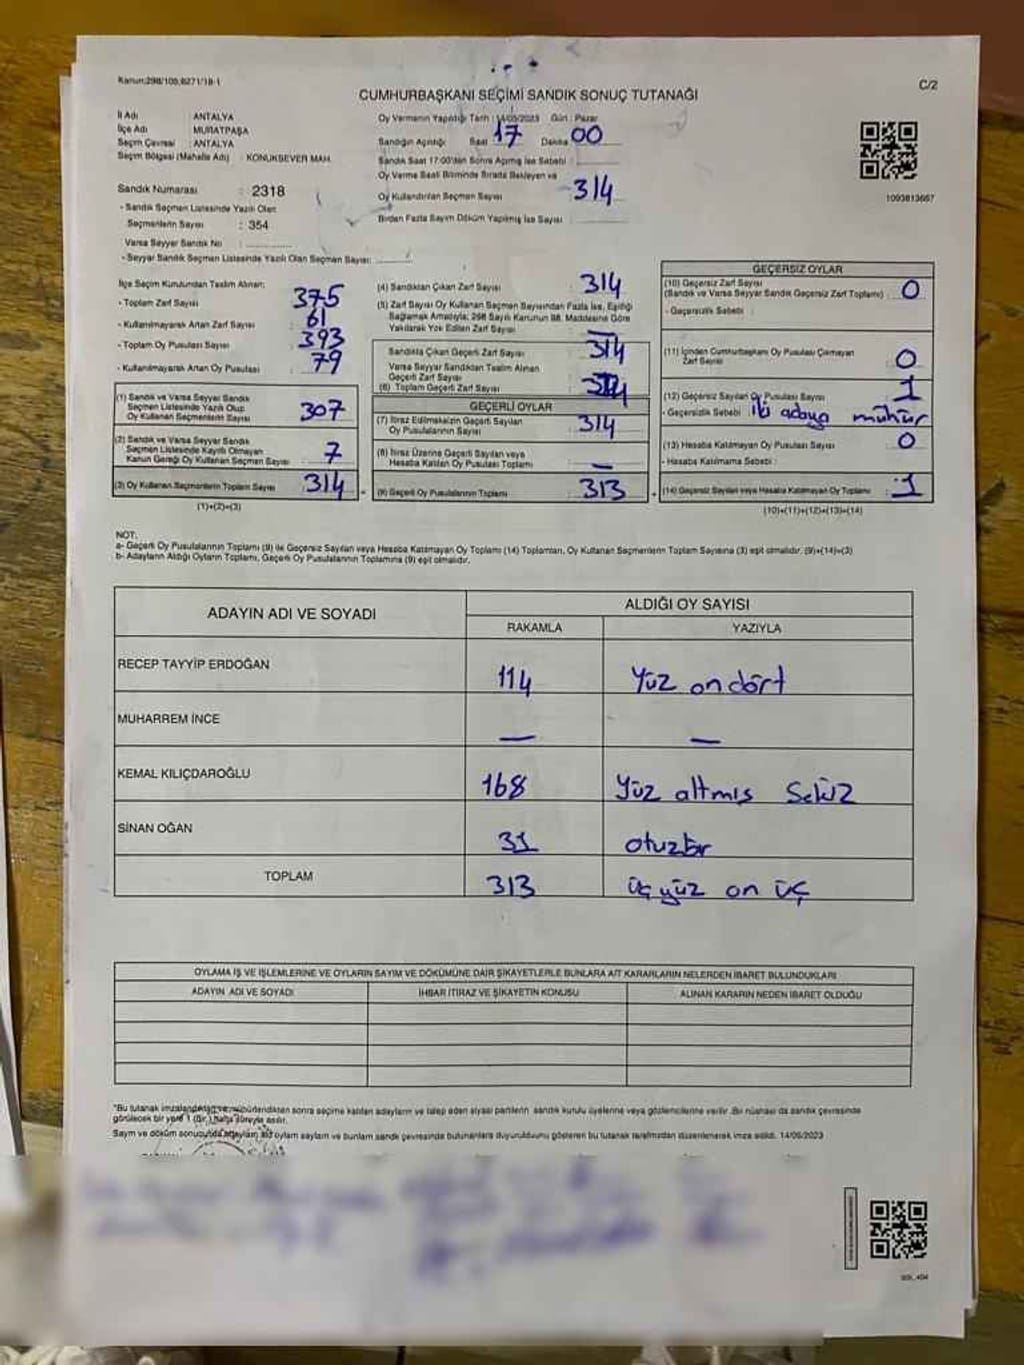 Kanun:298/105,6271/18-1
C/2
CUMHURBAŞKANI SEÇİMİ SANDIK SONUÇ TUTANAĞI
İl Adı ANTALYA
İlçe Adı MURATPAŞA
Seçim Çevresi ANTALYA
Seçim Bölgesi (Mahalle Adı) : KONUKSEVER MAH.
Sandık Numarası : 2318
- Sandık Seçmen Listesinde Yazılı Olan
Seçmenlerin Sayısı : 354
Varsa Seyyar Sandık No :
- Seyyar Sandık Seçmen Listesinde Yazılı Olan Seçmen Sayısı:
Oy Vermenin Yapıldığı Tarih : 14/05/2023 Gün : Pazar
Sandığın Açıldığı Saat 17 Dakika 00
Sandık Saat 17:00'den Sonra Açılmış İse Sebebi :
Oy Verme Saati Bitiminde Sırada Bekleyen ve
Oy Kullandırılan Seçmen Sayısı 314
Birden Fazla Sayım Döküm Yapılmış İse Sayısı
1093813667
İlçe Seçim Kurulundan Teslim Alınan;
- Toplam Zarf Sayısı 375
- Kullanılmayarak Artan Zarf Sayısı 61
- Toplam Oy Pusulası Sayısı 393
- Kullanılmayarak Artan Oy Pusulası 79
(1) Sandık ve Varsa Seyyar Sandık
Seçmen Listesinde Yazılı Olup
Oy Kullanan Seçmenlerin Sayısı 307
(2) Sandık ve Varsa Seyyar Sandık
Seçmen Listesinde Kayıtlı Olmayan
Kanun Gereği Oy Kullanan Seçmen Sayısı 7
(3) Oy Kullanan Seçmenlerin Toplam Sayısı 314
(1)+(2)=(3)
(4) Sandıktan Çıkan Zarf Sayısı 314
(5) Zarf Sayısı Oy Kullanan Seçmen Sayısından Fazla İse, Eşitliği
Sağlamak Amacıyla; 298 Sayılı Kanunun 98. Maddesine Göre
Yakılarak Yok Edilen Zarf Sayısı —
Sandıkta Çıkan Geçerli Zarf Sayısı 314
Varsa Seyyar Sandıktan Teslim Alınan
Geçerli Zarf Sayısı
(6) Toplam Geçerli Zarf Sayısı 314
GEÇERLİ OYLAR
(7) İtiraz Edilmeksizin Geçerli Sayılan
Oy Pusulalarının Sayısı 314
(8) İtiraz Üzerine Geçerli Sayılan veya
Hesaba Katılan Oy Pusulası Toplamı —
(9) Geçerli Oy Pusulalarının Toplamı 313
GEÇERSİZ OYLAR
(10) Geçersiz Zarf Sayısı
(Sandık ve Varsa Seyyar Sandık Geçersiz Zarf Toplamı) 0
- Geçersizlik Sebebi :
(11) İçinden Cumhurbaşkanı Oy Pusulası Çıkmayan
Zarf Sayısı 0
(12) Geçersiz Sayılan Oy Pusulası Sayısı 1
- Geçersizlik Sebebi iki adaya mühür
(13) Hesaba Katılmayan Oy Pusulası Sayısı 0
- Hesaba Katılmama Sebebi :
(14) Geçersiz Sayılan veya Hesaba Katılmayan Oy Toplamı 1
(10)+(11)+(12)+(13)=(14)
NOT:
a- Geçerli Oy Pusulalarının Toplamı (9) ile Geçersiz Sayılan veya Hesaba Katılmayan Oy Toplamı (14) Toplamları, Oy Kullanan Seçmenlerin Toplam Sayısına (3) eşit olmalıdır. (9)+(14)=(3)
b- Adayların Aldığı Oyların Toplamı, Geçerli Oy Pusulalarının Toplamına (9) eşit olmalıdır.
ADAYIN ADI VE SOYADI ALDIĞI OY SAYISI
RAKAMLA YAZIYLA
RECEP TAYYİP ERDOĞAN 114 Yüz ondört
MUHARREM İNCE — —
KEMAL KILIÇDAROĞLU 168 Yüz altmış Sekiz
SİNAN OĞAN 31 otuzbir
TOPLAM 313 üç yüz on üç
OYLAMA İŞ VE İŞLEMLERİNE VE OYLARIN SAYIM VE DÖKÜMÜNE DAİR ŞİKAYETLERLE BUNLARA AİT KARARLARIN NELERDEN İBARET BULUNDUKLARI
ADAYIN ADI VE SOYADI İHBAR İTİRAZ VE ŞİKAYETİN KONUSU ALINAN KARARIN NEDEN İBARET OLDUĞU
"Bu tutanak imzalandıktan ve mühürlendikten sonra seçime katılan adayların ve talep eden siyasi partilerin sandık kurulu üyelerine veya gözlemcilerine verilir. Bir nüshası da sandık çevresinde
görülecek bir yere 1 (bir) hafta süreyle asılır.
Sayım ve döküm sonucunda adayların aldığı oyların sayıları ve bunların sandık çevresinde bulunanlara duyurulduğunu gösteren bu tutanak tarafımızdan düzenlenerek imza edildi. 14/05/2023